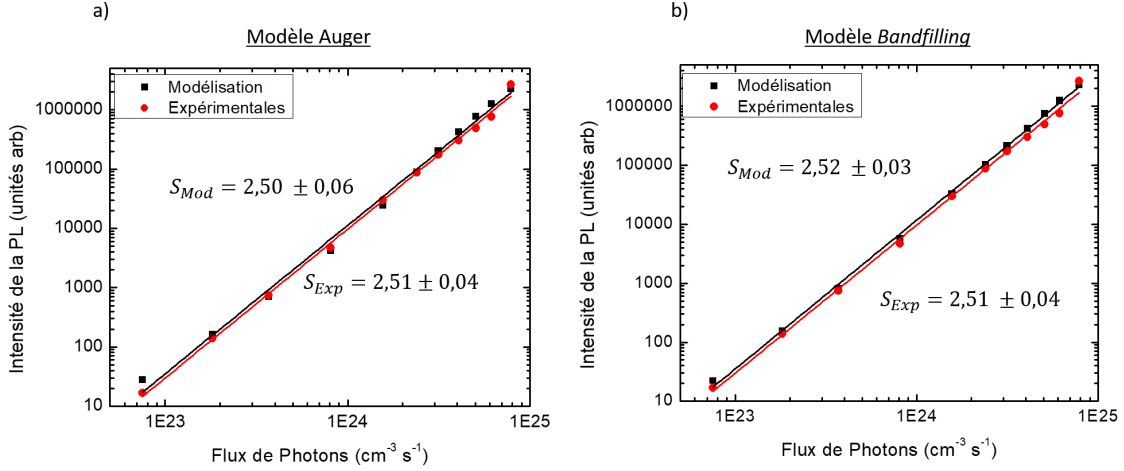 a)
Modèle Auger
Modélisation
Expérimentales
1000000
100000
10000
1000
100
10
Intensité de la PL (unités arb)
S_Mod = 2,50 ± 0,06
S_Exp = 2,51 ± 0,04
1E23
1E24
1E25
Flux de Photons (cm⁻³ s⁻¹)
b)
Modèle Bandfilling
Modélisation
Expérimentales
1000000
100000
10000
1000
100
10
Intensité de la PL (unités arb)
S_Mod = 2,52 ± 0,03
S_Exp = 2,51 ± 0,04
1E23
1E24
1E25
Flux de Photons (cm⁻³ s⁻¹)